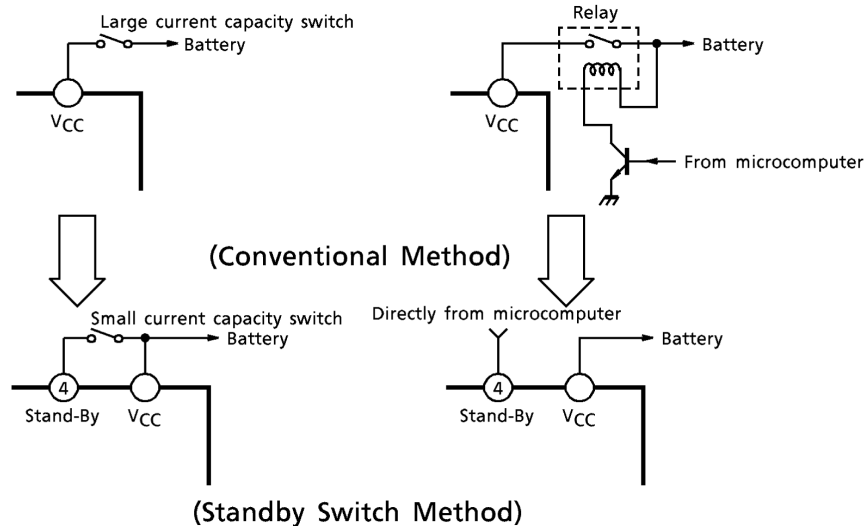 Large current capacity switch
Battery
VCC
Relay
Battery
VCC
From microcomputer
(Conventional Method)
Small current capacity switch
Battery
4
Stand-By
VCC
Directly from microcomputer
Battery
4
Stand-By
VCC
(Standby Switch Method)